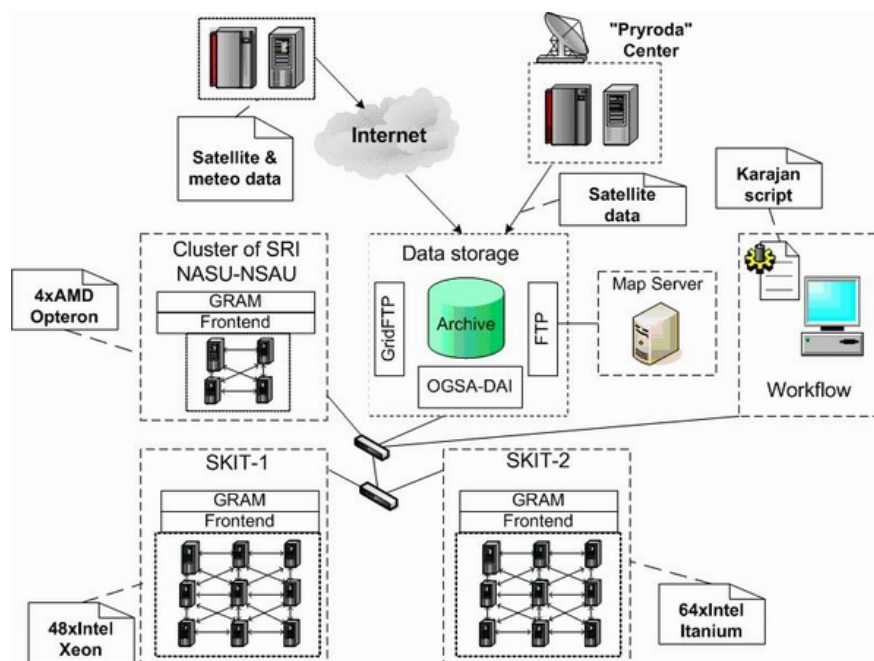 "Pryroda"
Center
Internet
Satellite &
meteo data
Satellite
data
Karajan
script
Cluster of SRI
NASU-NSAU
GRAM
Frontend
4xAMD
Opteron
Data storage
GridFTP
Archive
FTP
OGSA-DAI
Map Server
Workflow
SKIT-1
GRAM
Frontend
48xIntel
Xeon
SKIT-2
GRAM
Frontend
64xIntel
Itanium